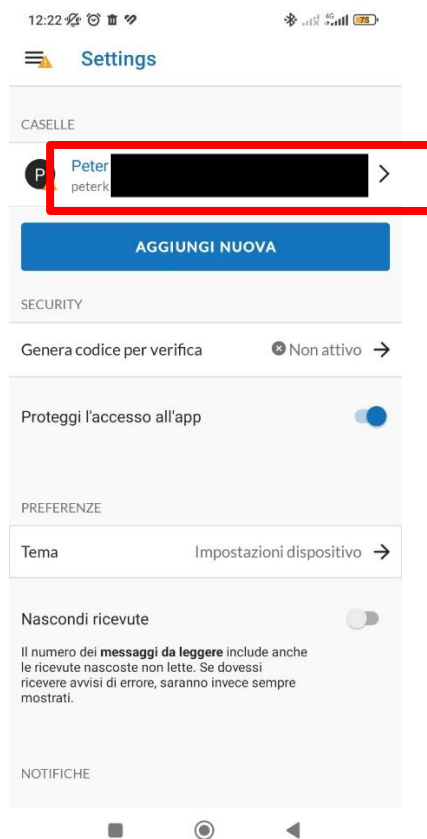 12:22 4G 75
Settings
CASELLE
P Peter
peterk
AGGIUNGI NUOVA
SECURITY
Genera codice per verifica Non attivo
Proteggi l'accesso all'app
PREFERENZE
Tema Impostazioni dispositivo
Nascondi ricevute
Il numero dei messaggi da leggere include anche
le ricevute nascoste non lette. Se dovessi
ricevere avvisi di errore, saranno invece sempre
mostrati.
NOTIFICHE